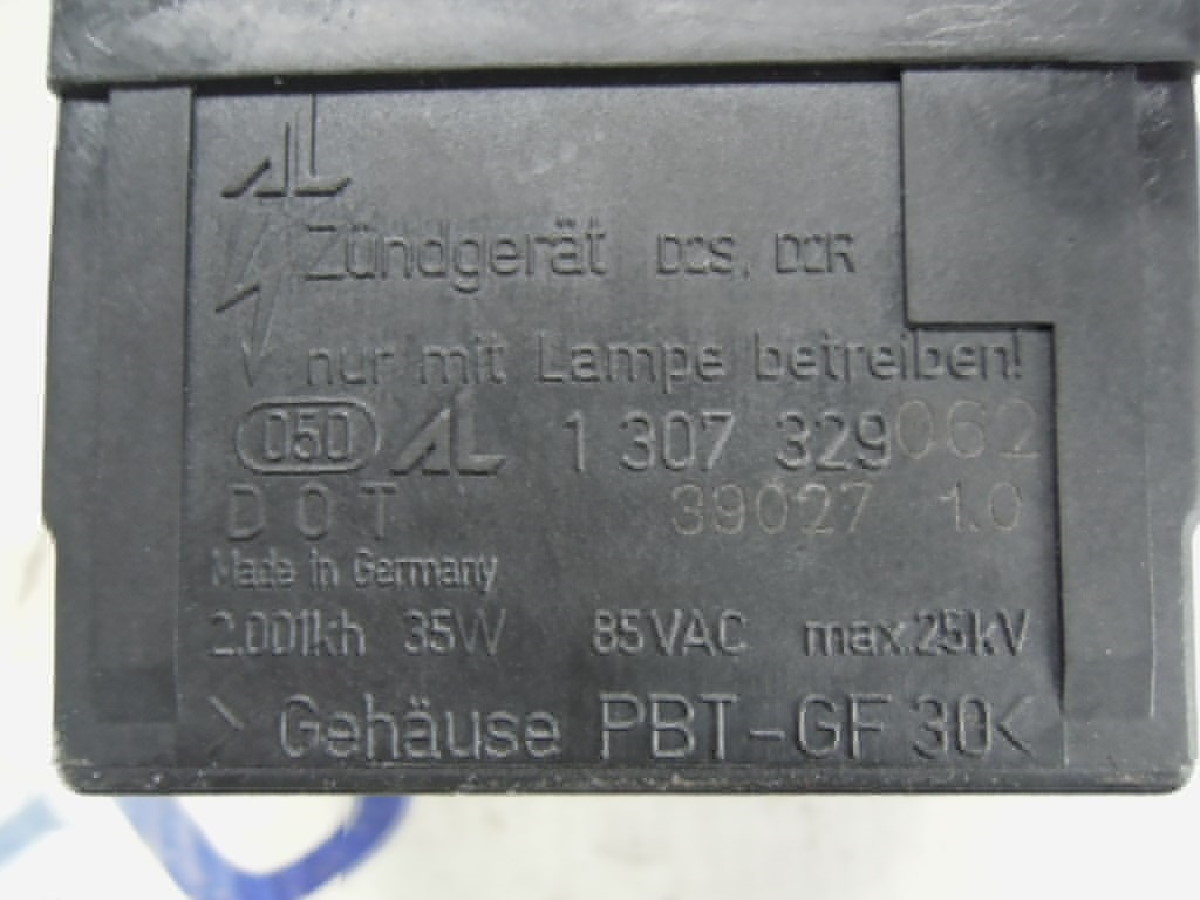 AL
Zündgerät D2S, D2R
nur mit Lampe betreiben!
050 AL 1 307 329 062
DOT 39027 1.0
Made in Germany
2.001kh 35W 85VAC max.25kV
> Gehäuse PBT-GF 30<